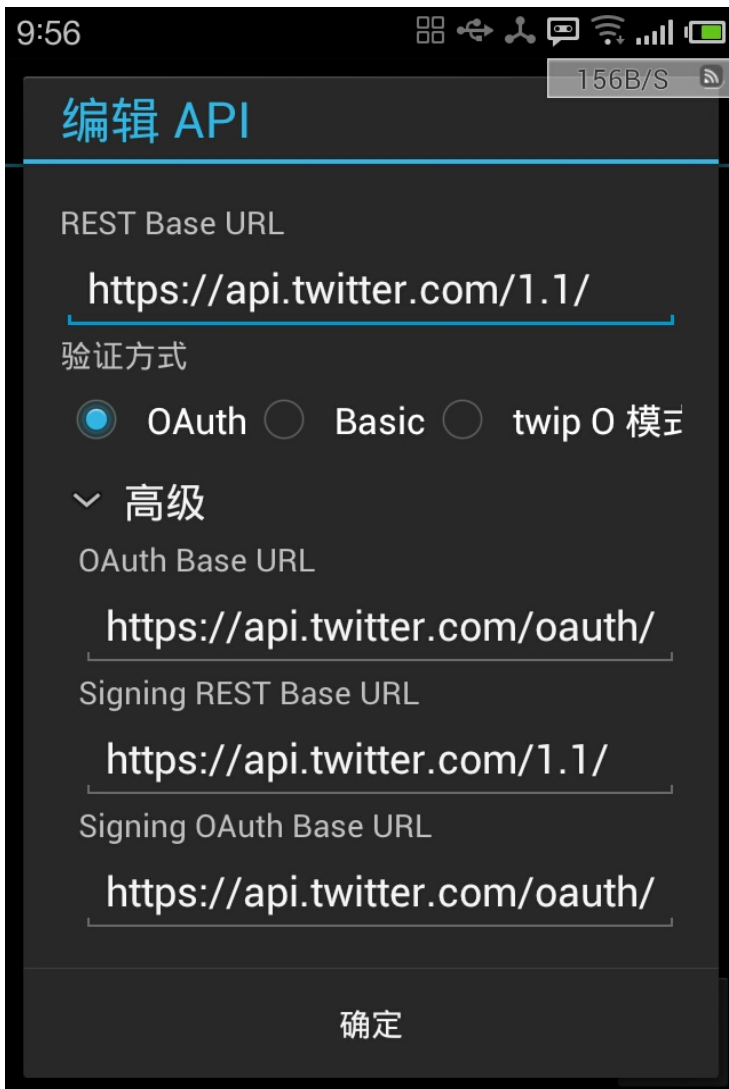 9:56
156B/S
编辑 API
REST Base URL
https://api.twitter.com/1.1/
验证方式
OAuth Basic twip O 模式
高级
OAuth Base URL
https://api.twitter.com/oauth/
Signing REST Base URL
https://api.twitter.com/1.1/
Signing OAuth Base URL
https://api.twitter.com/oauth/
确定